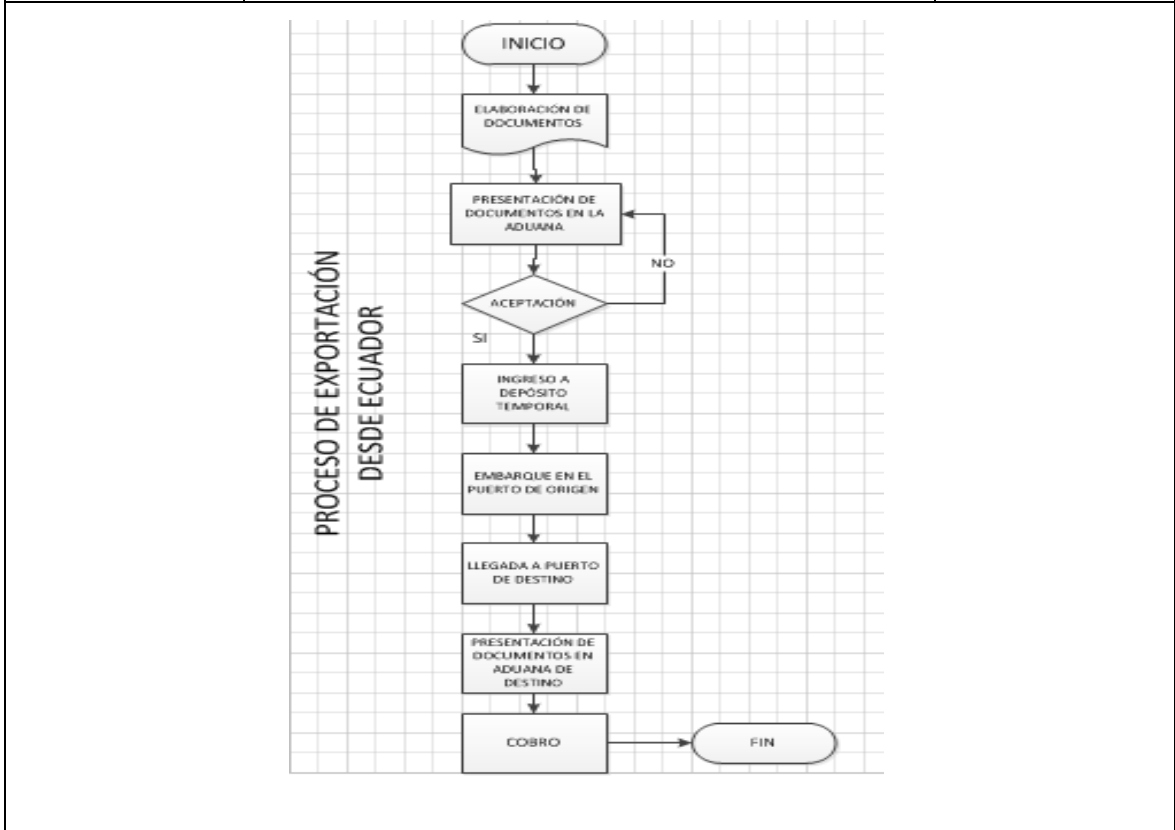 PROCESO DE EXPORTACIÓN
DESDE ECUADOR
INICIO
ELABORACIÓN DE
DOCUMENTOS
PRESENTACIÓN DE
DOCUMENTOS EN LA
ADUANA
NO
ACEPTACIÓN
SI
INGRESO A
DEPÓSITO
TEMPORAL
EMBARQUE EN EL
PUERTO DE ORIGEN
LLEGADA A PUERTO
DE DESTINO
PRESENTACIÓN DE
DOCUMENTOS EN
ADUANA DE
DESTINO
COBRO
FIN